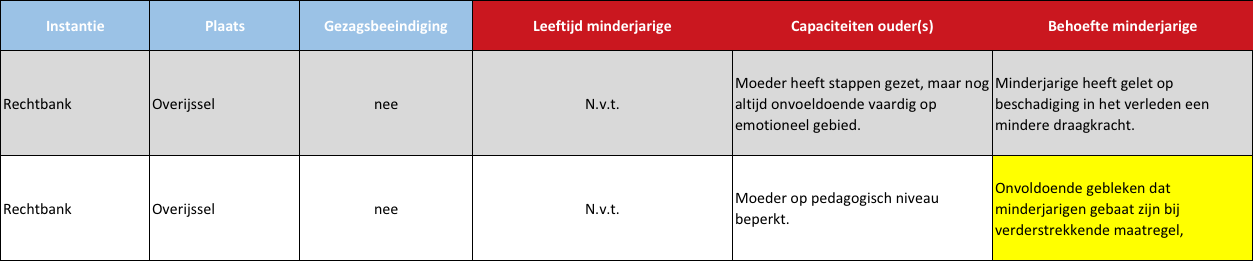 Instantie Plaats Gezagsbeeindiging Leeftijd minderjarige Capaciteiten ouder(s) Behoefte minderjarige
Rechtbank Overijssel nee N.v.t.
Moeder heeft stappen gezet, maar nog
altijd onvoeldoende vaardig op
emotioneel gebied.
Minderjarige heeft gelet op
beschadiging in het verleden een
mindere draagkracht.
Rechtbank Overijssel nee N.v.t.
Moeder op pedagogisch niveau
beperkt.
Onvoldoende gebleken dat
minderjarigen gebaat zijn bij
verderstrekkende maatregel,